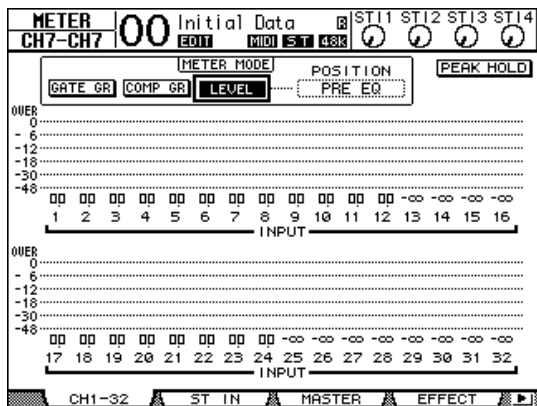 METER 00 Initial Data R STI1 STI2 STI3 STI4
CH7-CH7 EDIT MIDI ST 48K
METER MODE
GATE GR COMP GR LEVEL POSITION PRE EQ
PEAK HOLD
OVER
0
- 6
-12
-18
-30
-48
00 00 00 00 00 00 00 00 00 00 00 00 -∞ -∞ -∞ -∞
1 2 3 4 5 6 7 8 9 10 11 12 13 14 15 16
INPUT
OVER
0
- 6
-12
-18
-30
-48
00 00 00 00 00 00 00 00 -∞ -∞ -∞ -∞ -∞ -∞ -∞ -∞
17 18 19 20 21 22 23 24 25 26 27 28 29 30 31 32
INPUT
CH1-32 ST IN MASTER EFFECT